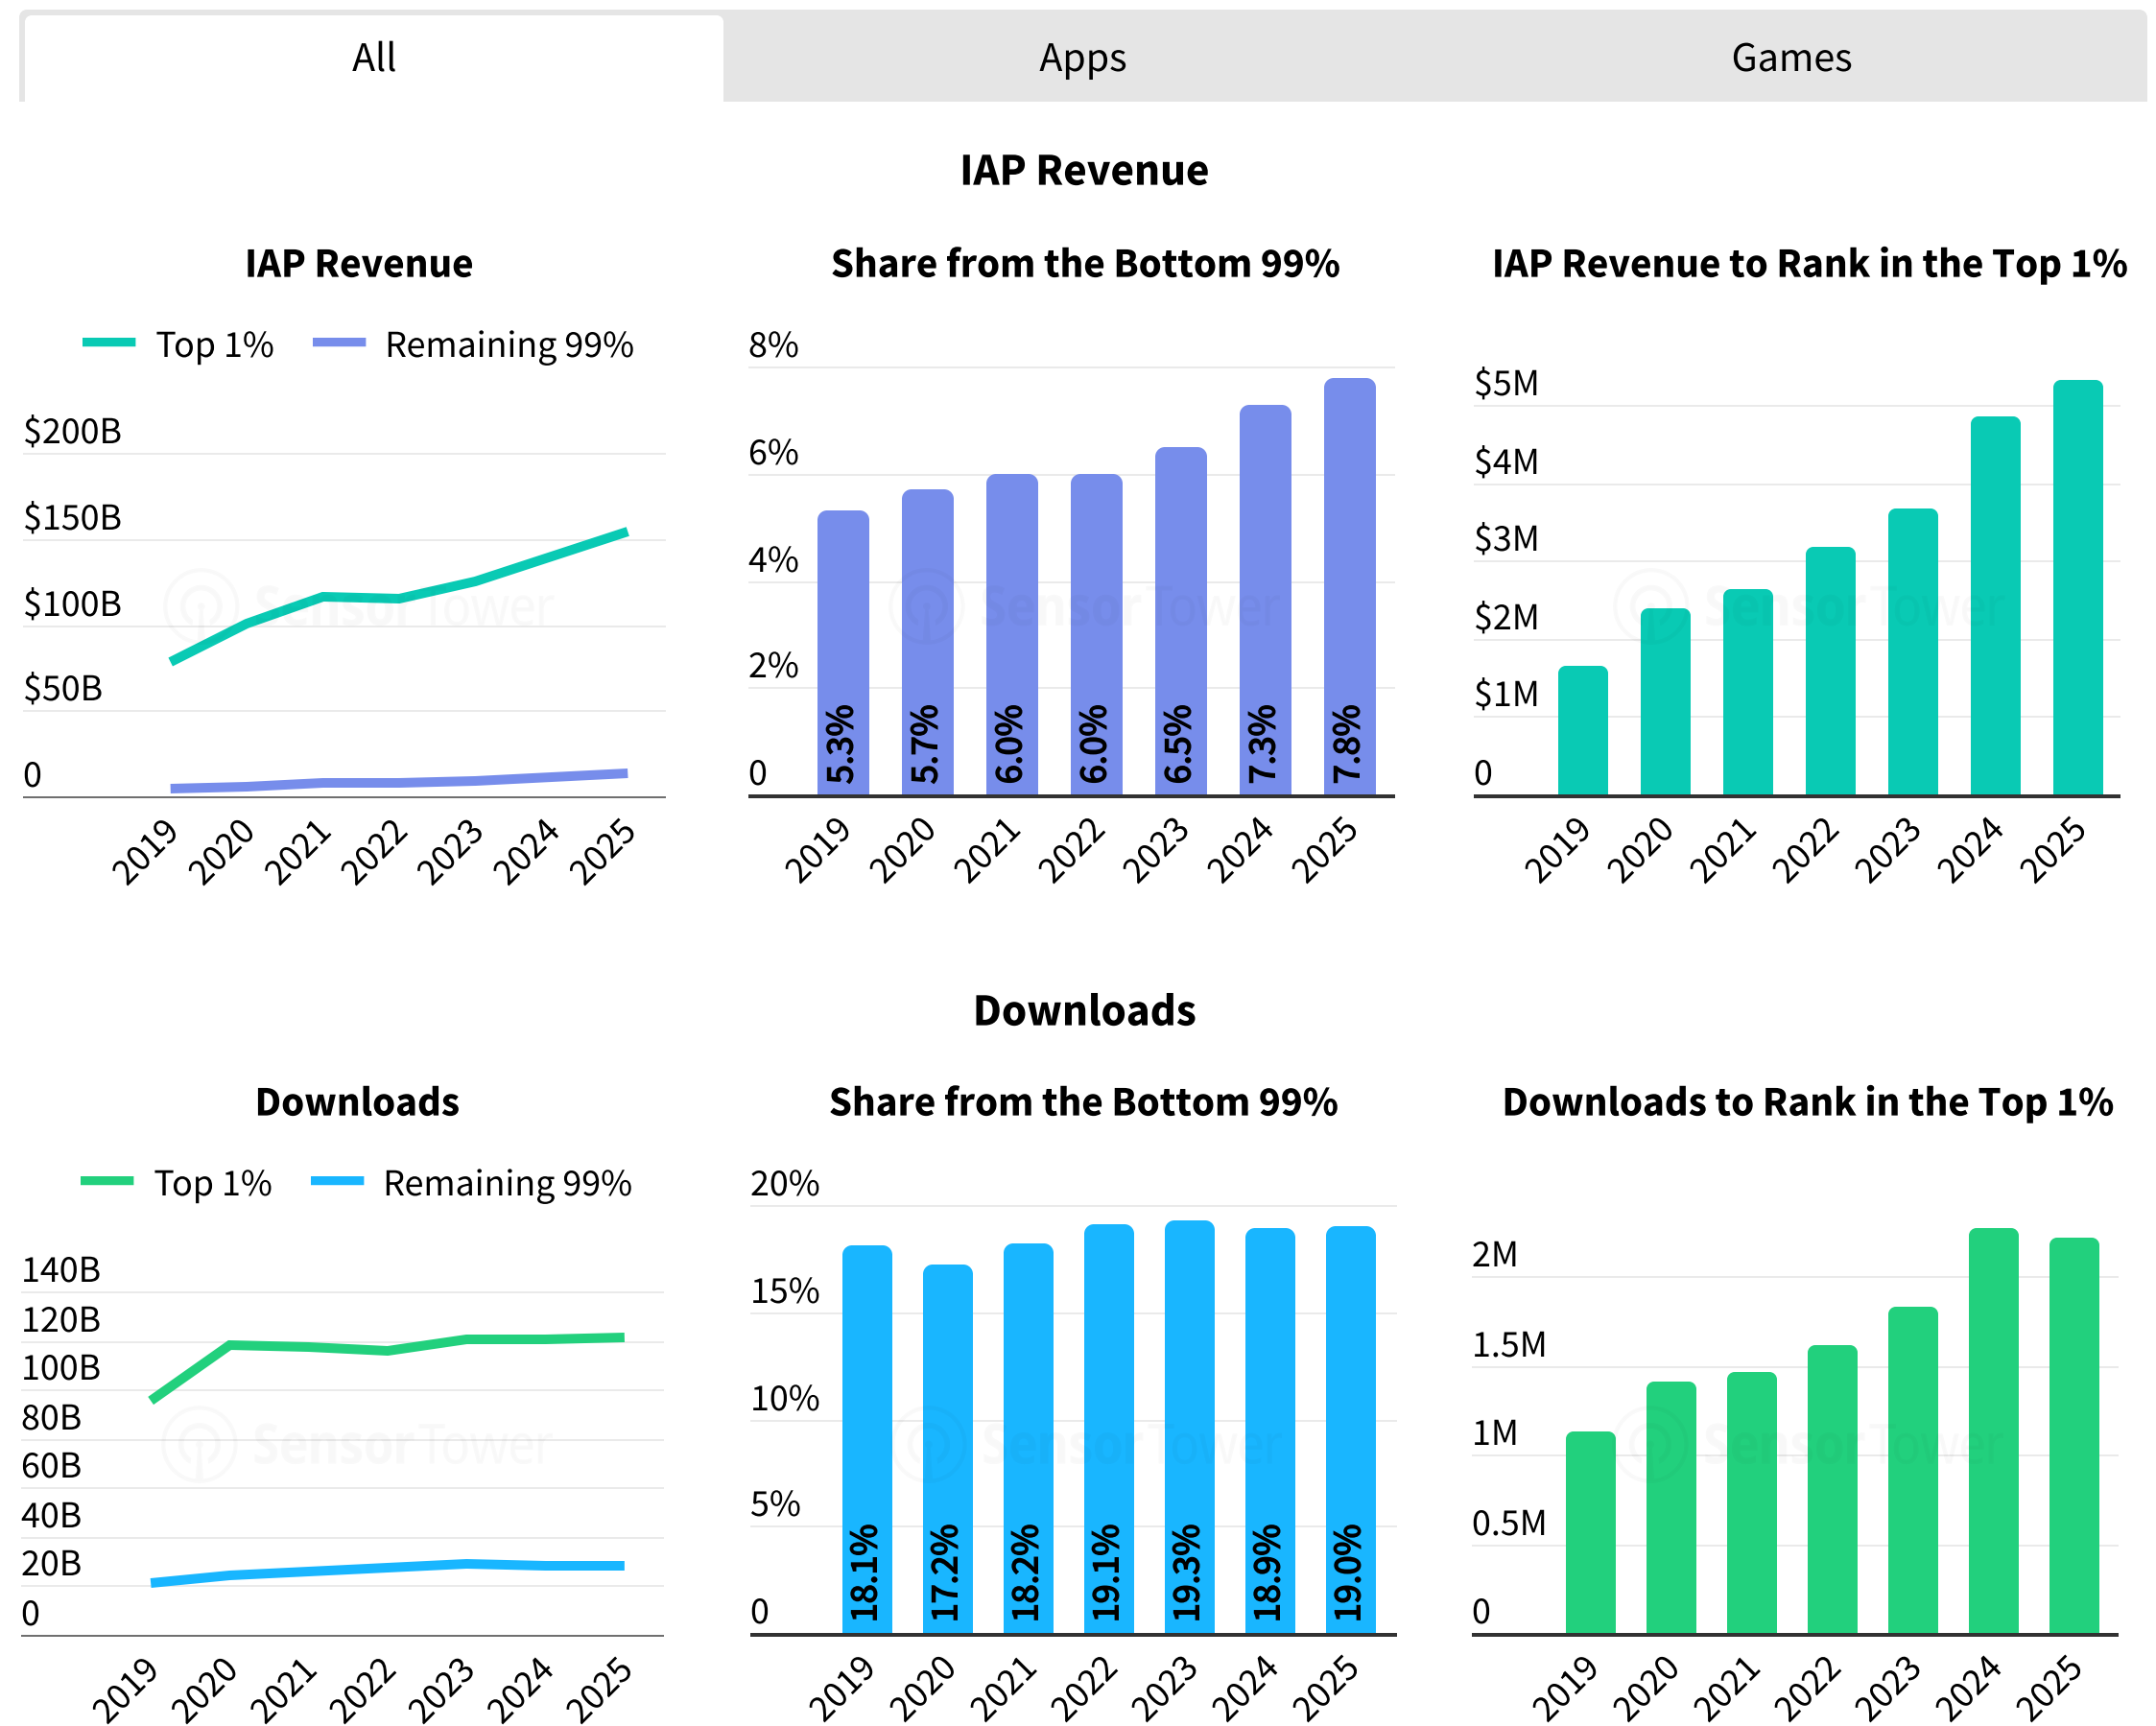 All
Apps
Games
IAP Revenue
IAP Revenue
Top 1%
Remaining 99%
$200B
$150B
$100B
$50B
0
2019
2020
2021
2022
2023
2024
2025
SensorTower
Share from the Bottom 99%
8%
6%
4%
2%
0
5.3%
5.7%
6.0%
6.0%
6.5%
7.3%
7.8%
2019
2020
2021
2022
2023
2024
2025
SensorTower
IAP Revenue to Rank in the Top 1%
$5M
$4M
$3M
$2M
$1M
0
2019
2020
2021
2022
2023
2024
2025
SensorTower
Downloads
Downloads
Top 1%
Remaining 99%
140B
120B
100B
80B
60B
40B
20B
0
2019
2020
2021
2022
2023
2024
2025
SensorTower
Share from the Bottom 99%
20%
15%
10%
5%
0
18.1%
17.2%
18.2%
19.1%
19.3%
18.9%
19.0%
2019
2020
2021
2022
2023
2024
2025
SensorTower
Downloads to Rank in the Top 1%
2M
1.5M
1M
0.5M
0
2019
2020
2021
2022
2023
2024
2025
SensorTower